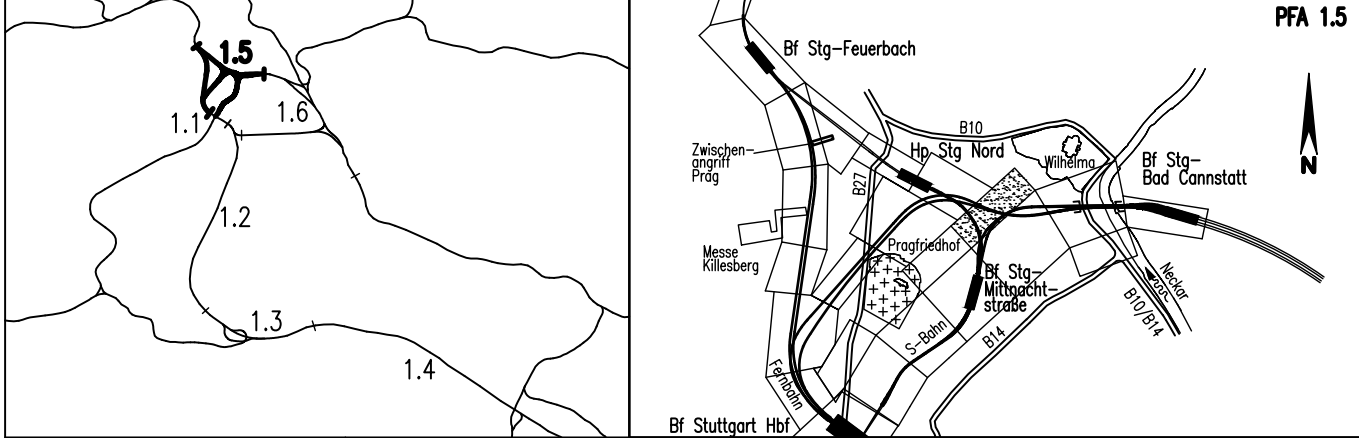 1.5
1.6
1.1
1.2
1.3
1.4
PFA 1.5
Bf Stg-Feuerbach
B10
Zwischen-
angriff
Prag
Hp Stg Nord
Wilhelma
Bf Stg-
Bad Cannstatt
N
B27
Messe
Killesberg
Pragfriedhof
Bf Stg-
Mittnacht-
straße
Neckar
B10/B14
S-Bahn
B14
Fernbahn
Bf Stuttgart Hbf